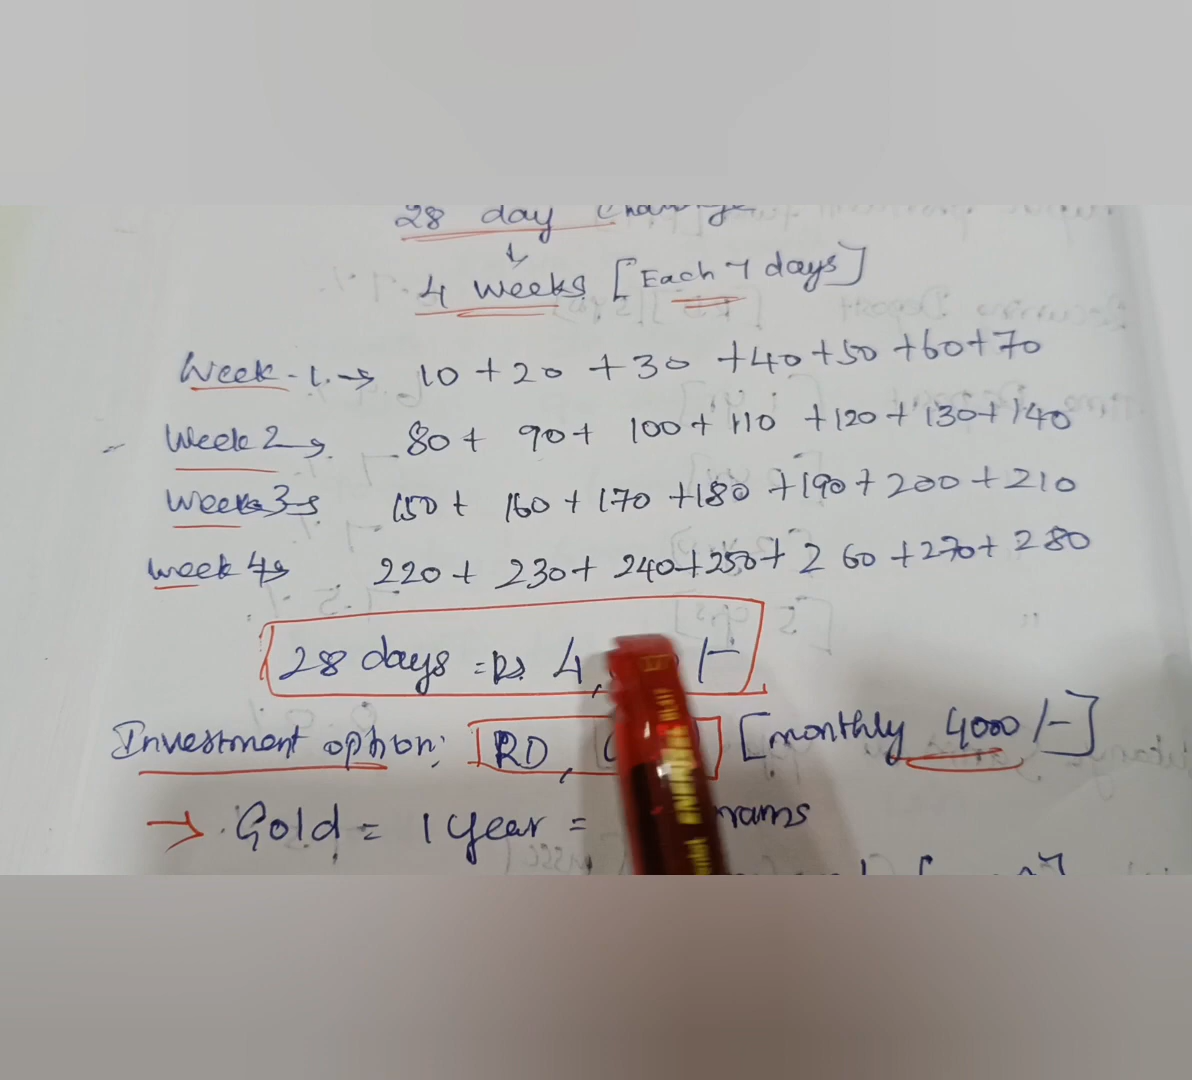 28 day
4 weeks [Each 7 days]
Week-1.→ 10 + 20 + 30 +40+50 +60+70
Week 2→ 80 + 90+ 100+ 110 +120+ 130+140
Week 3→ 150 + 160 + 170 +180 +190+ 200 +210
week 4→ 220 + 230+ 240+250+ 260 +270+ 280
28 days = Rs. 4, /-
Investment option: RD, [monthly 4000/-]
→ Gold = 1 year =